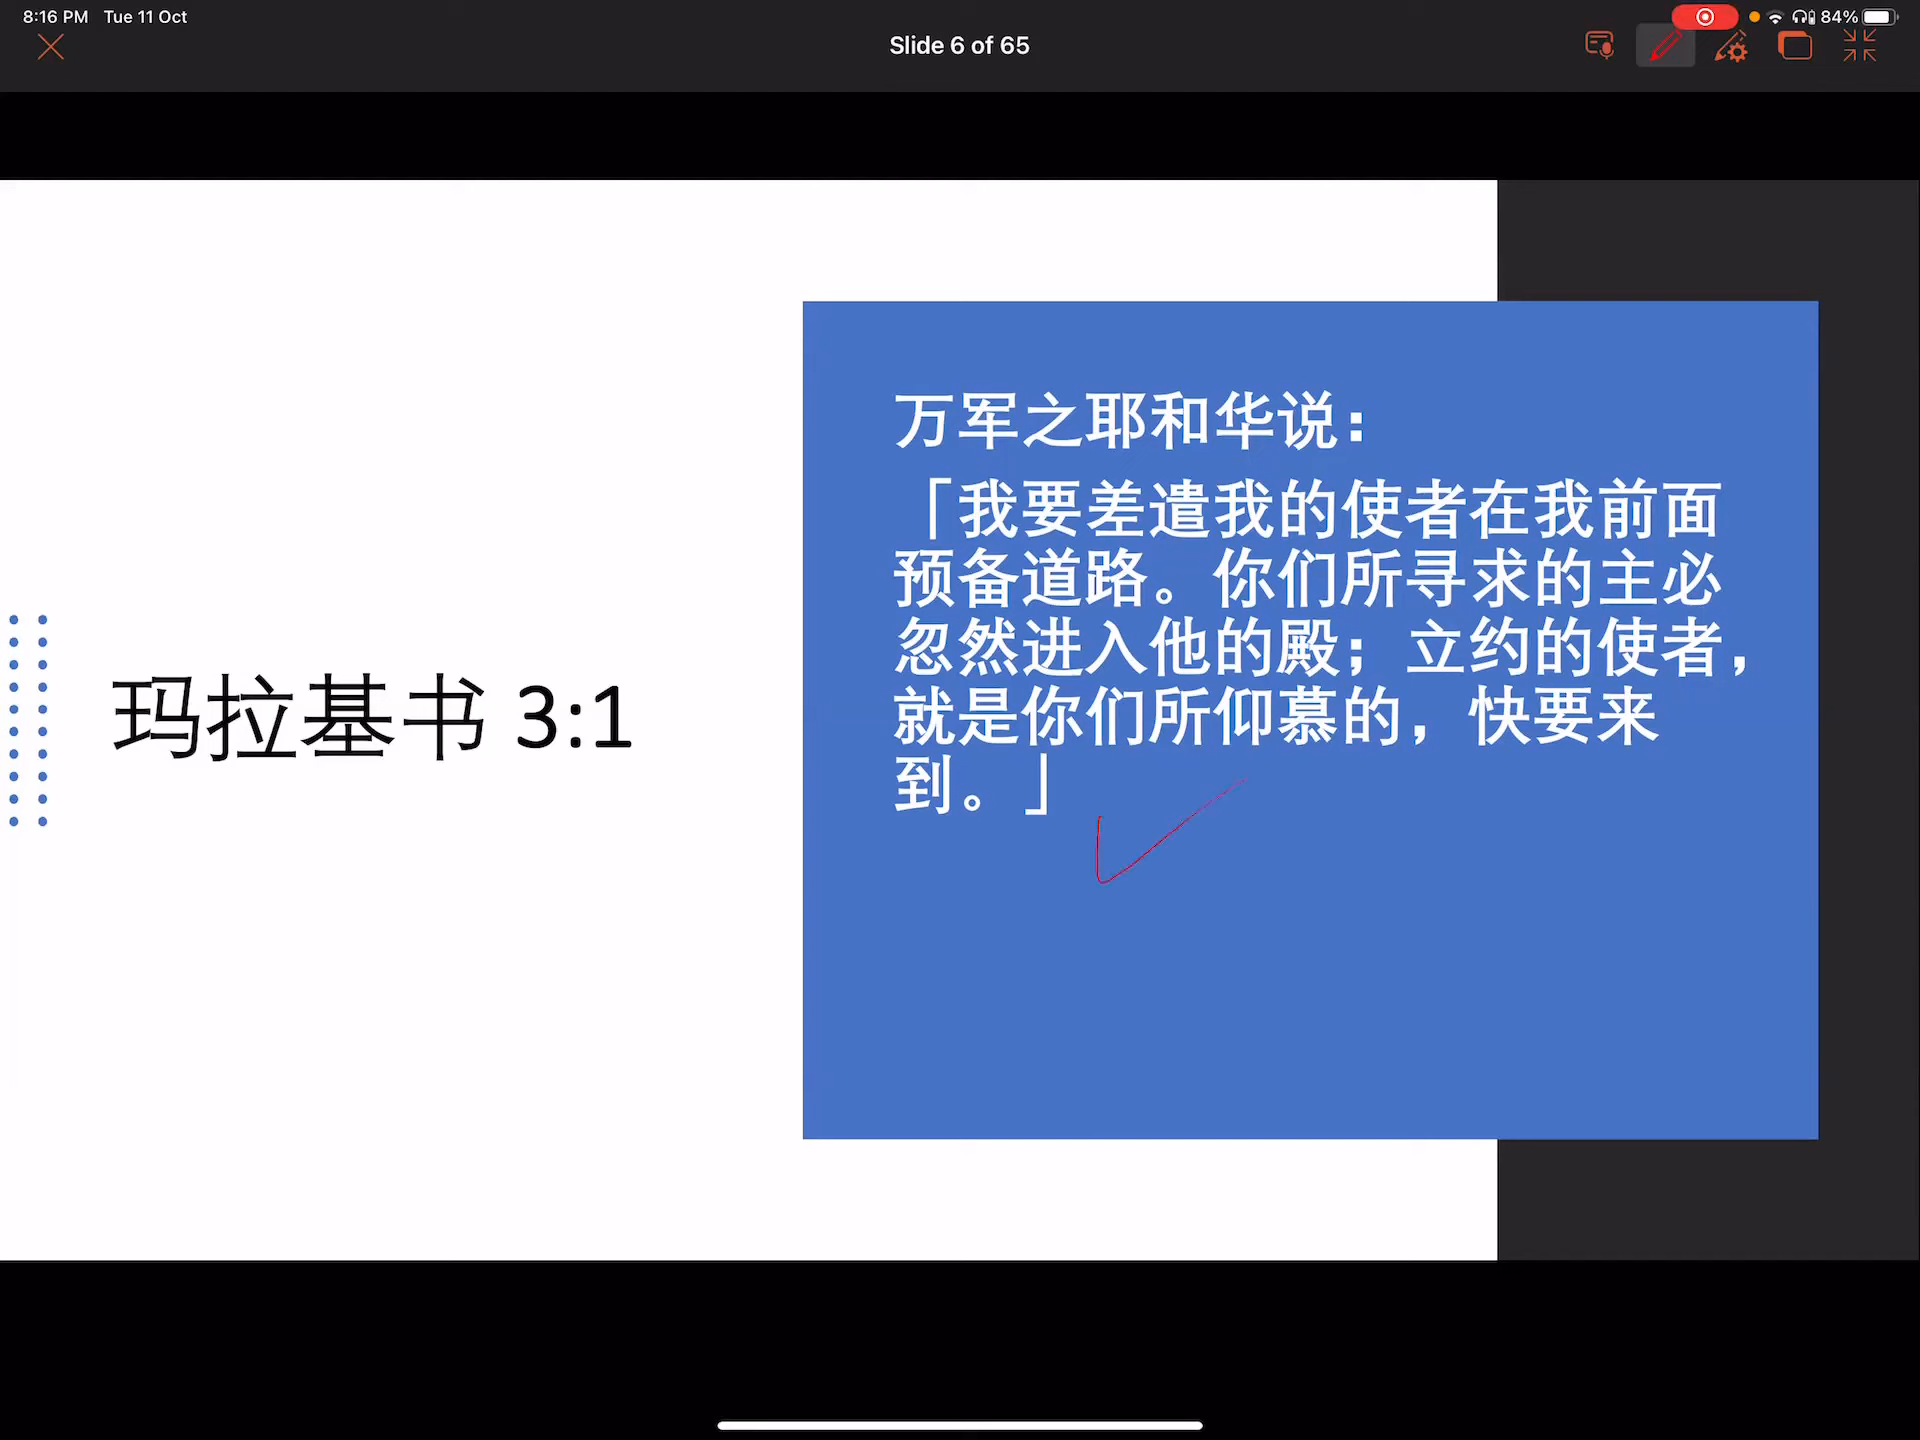 8:16 PM Tue 11 Oct
84%
Slide 6 of 65
玛拉基书 3:1
万军之耶和华说：
「我要差遣我的使者在我前面
预备道路。你们所寻求的主必
忽然进入他的殿；立约的使者，
就是你们所仰慕的，快要来
到。」